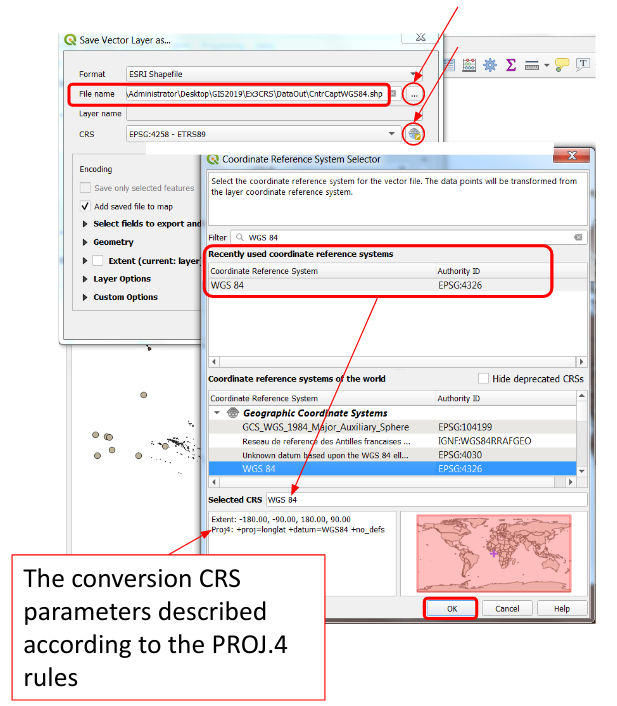 Save Vector Layer as...
Format ESRI Shapefile
File name \Administrator\Desktop\GIS2019\Ex3CRS\DataOut\CntrCaptWGS84.shp ...
Layer name
CRS EPSG:4258 - ETRS89
Encoding
Save only selected features
Add saved file to map
Select fields to export and
Geometry
Extent (current: layer
Layer Options
Custom Options
Coordinate Reference System Selector
Select the coordinate reference system for the vector file. The data points will be transformed from
the layer coordinate reference system.
Filter WGS 84
Recently used coordinate reference systems
Coordinate Reference System Authority ID
WGS 84 EPSG:4326
Coordinate reference systems of the world Hide deprecated CRSs
Coordinate Reference System Authority ID
Geographic Coordinate Systems
GCS_WGS_1984_Major_Auxiliary_Sphere EPSG:104199
Reseau de reference des Antilles francaises ... IGNF:WGS84RRAFGEO
Unknown datum based upon the WGS 84 ell... EPSG:4030
WGS 84 EPSG:4326
Selected CRS WGS 84
Extent: -180.00, -90.00, 180.00, 90.00
Proj4: +proj=longlat +datum=WGS84 +no_defs
OK Cancel Help
The conversion CRS
parameters described
according to the PROJ.4
rules